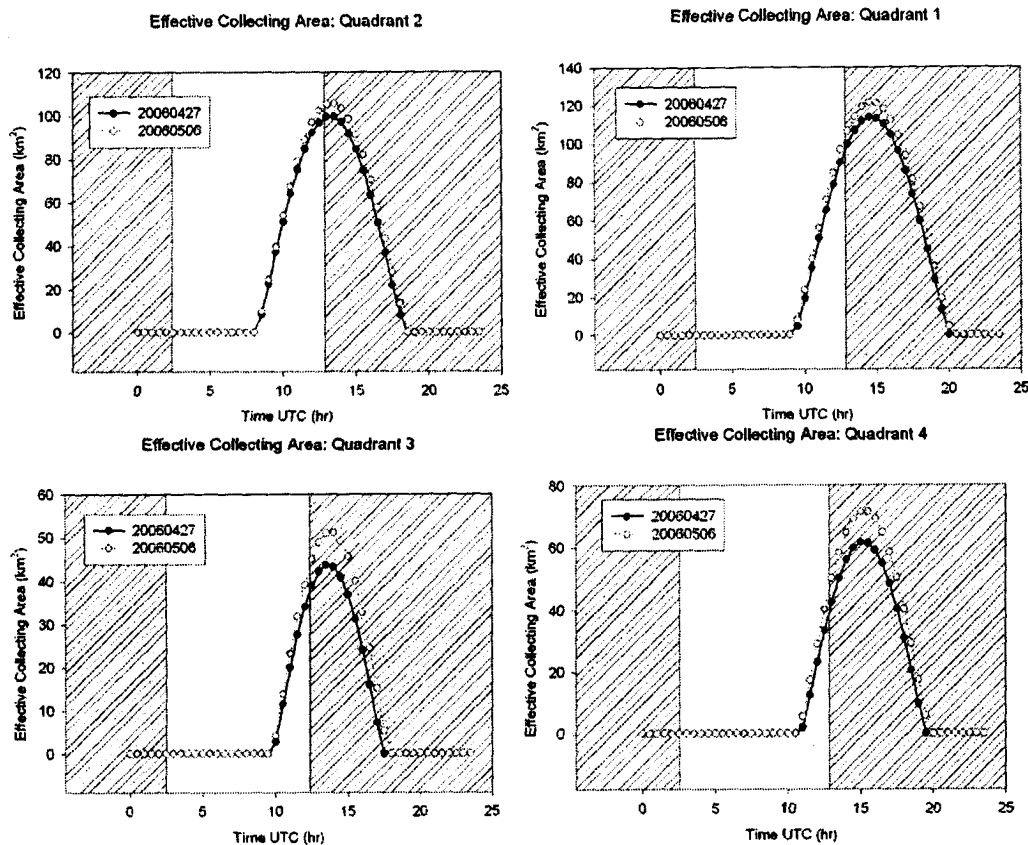 Effective Collecting Area: Quadrant 2
Effective Collecting Area (km²)
120
100
80
60
40
20
0
20060427
20060506
0 5 10 15 20 25
Time UTC (hr)
Effective Collecting Area: Quadrant 1
Effective Collecting Area (km²)
140
120
100
80
60
40
20
0
20060427
20060506
0 5 10 15 20 25
Time UTC (hr)
Effective Collecting Area: Quadrant 3
Effective Collecting Area (km²)
60
50
40
30
20
10
0
20060427
20060506
0 5 10 15 20 25
Time UTC (hr)
Effective Collecting Area: Quadrant 4
Effective Collecting Area (km²)
80
60
40
20
0
20060427
20060506
0 5 10 15 20 25
Time UTC (hr)